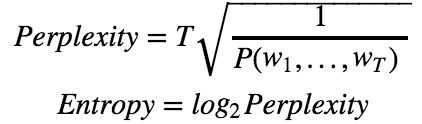 Perplexity = T√(1/P(w₁,...,w_T))
Entropy = log₂ Perplexity